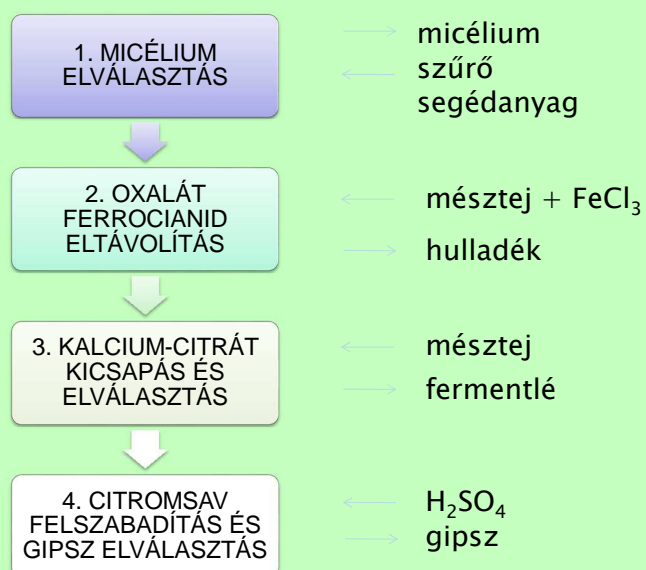 1. MICÉLIUM
ELVÁLASZTÁS
micélium
szűrő
segédanyag
2. OXALÁT
FERROCIANID
ELTÁVOLÍTÁS
mésztej + FeCl₃
hulladék
3. KALCIUM-CITRÁT
KICSAPÁS ÉS
ELVÁLASZTÁS
mésztej
fermentlé
4. CITROMSAV
FELSZABADÍTÁS ÉS
GIPSZ ELVÁLASZTÁS
H₂SO₄
gipsz